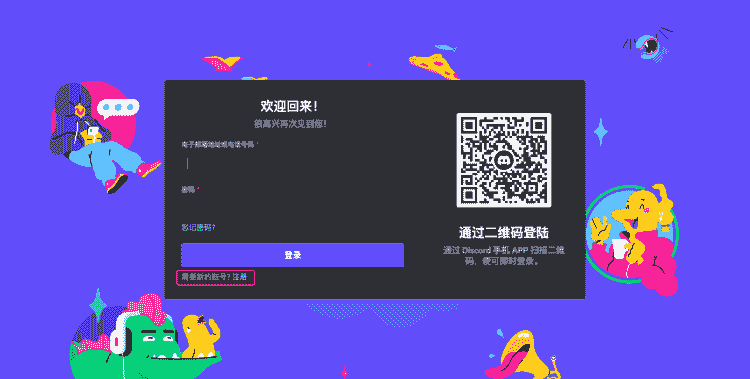 欢迎回来！
很高兴再次见到您！
电子邮箱地址或电话号码 *
密码 *
忘记密码？
登录
需要新的账号？注册
通过二维码登陆
通过 Discord 手机 APP 扫描二维
码，便可即时登录。